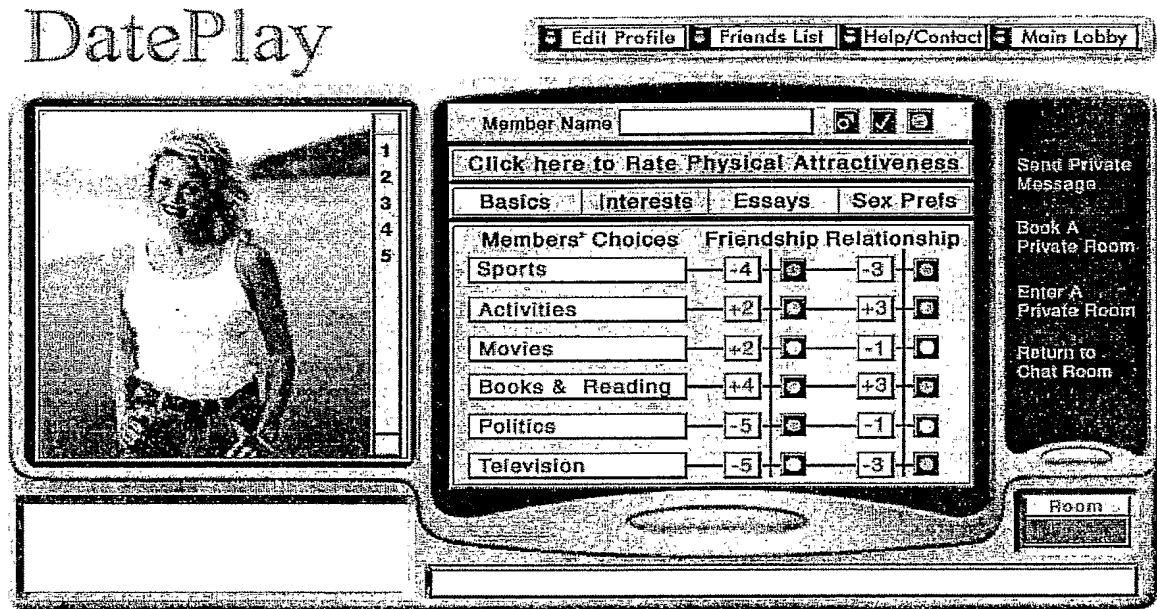 DatePlay
Edit Profile Friends List Help/Contact Main Lobby
1
2
3
4
5
Member Name
Click here to Rate Physical Attractiveness
Basics Interests Essays Sex Prefs
Members' Choices Friendship Relationship
Sports -4 -3
Activities +2 +3
Movies +2 -1
Books & Reading +4 +3
Politics -5 -1
Television -5 -3
Send Private
Message
Book A
Private Room
Enter A
Private Room
Return to
Chat Room
Room